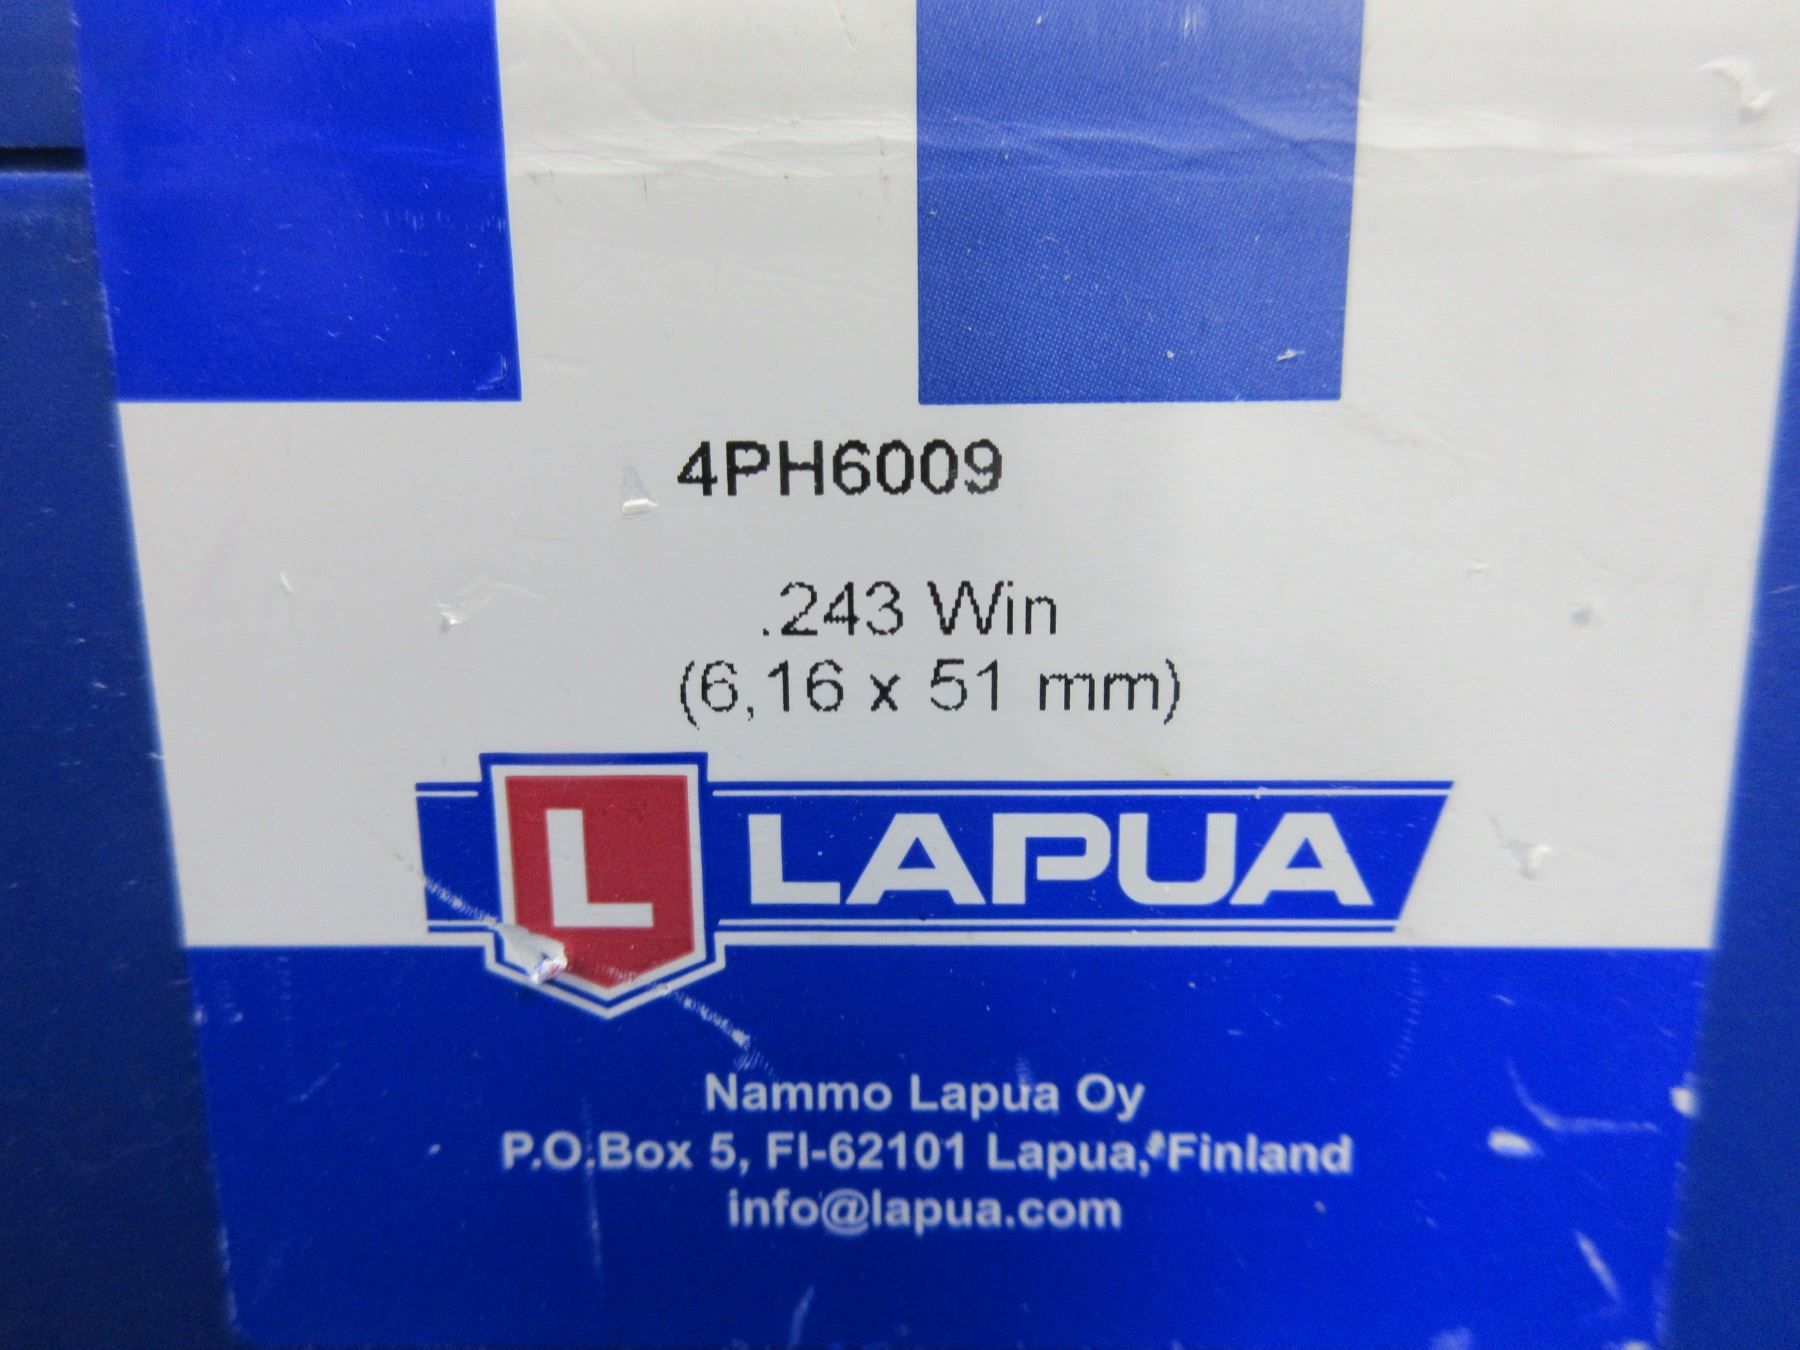 4PH6009
.243 Win
(6,16 x 51 mm)
L LAPUA
Nammo Lapua Oy
P.O.Box 5, FI-62101 Lapua, Finland
info@lapua.com